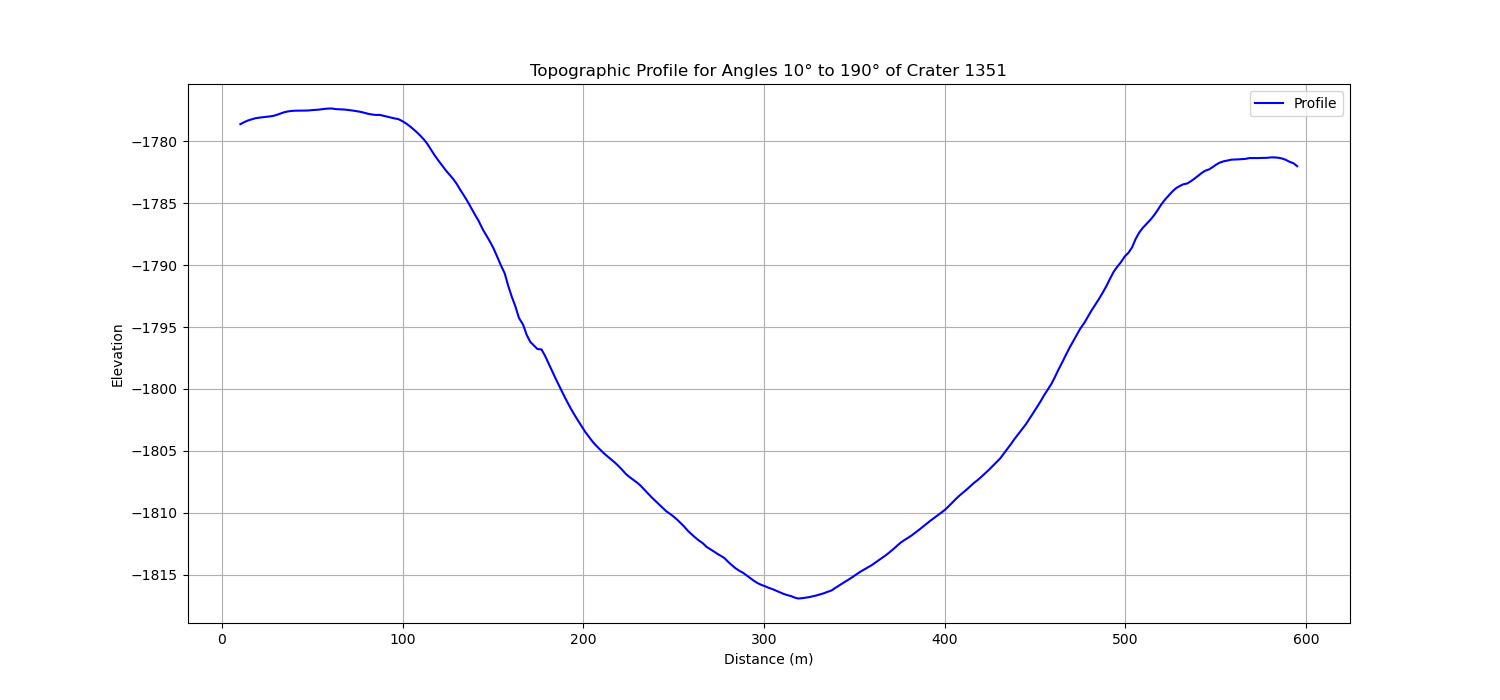 Topographic Profile for Angles 10° to 190° of Crater 1351
Profile
Elevation
−1780
−1785
−1790
−1795
−1800
−1805
−1810
−1815
0 100 200 300 400 500 600
Distance (m)